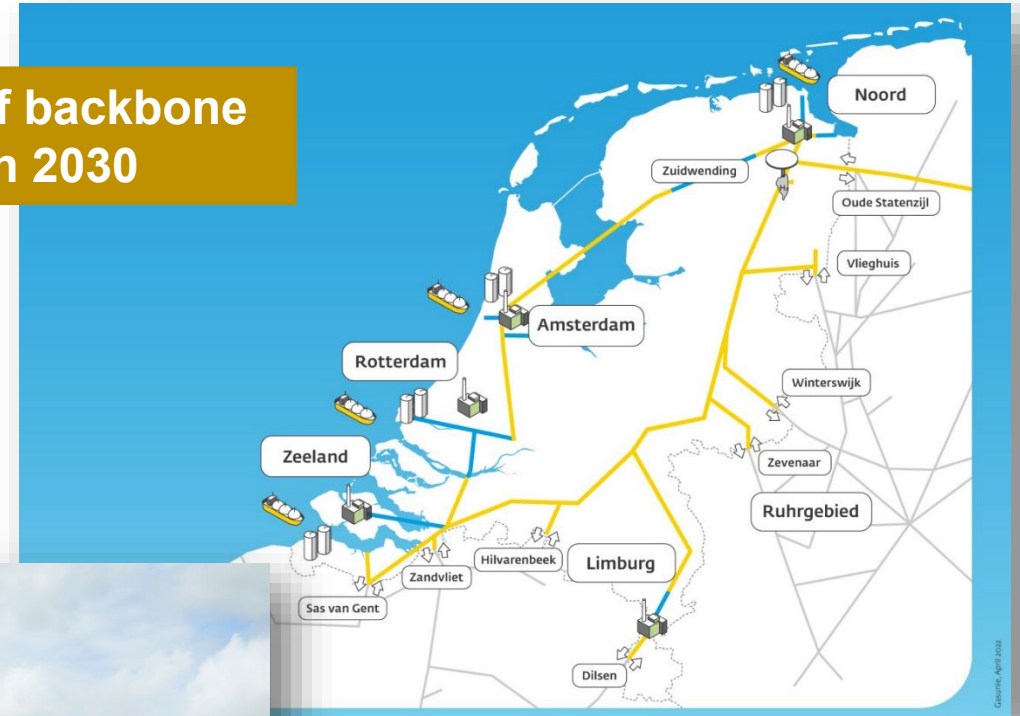 f backbone
n 2030
Noord
Zuidwending
Oude Statenzijl
Vlieghuis
Amsterdam
Rotterdam
Winterswijk
Zeeland
Zevenaar
Ruhrgebied
Hilvarenbeek
Limburg
Zandvliet
Sas van Gent
Dilsen
Gasunie, April 2022